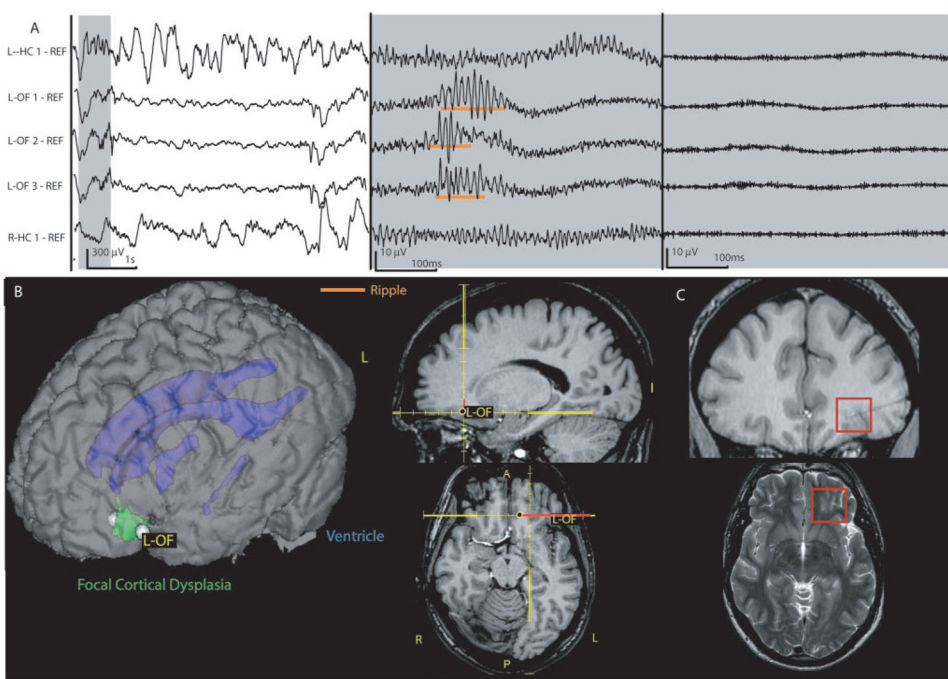 A
L--HC 1 - REF
L-OF 1 - REF
L-OF 2 - REF
L-OF 3 - REF
R-HC 1 - REF
300 µV
1s
10 µV
100ms
10 µV
100ms
B
Ripple
C
L
I
L-OF
A
L-OF
L-OF
Ventricle
Focal Cortical Dysplasia
R
L
P